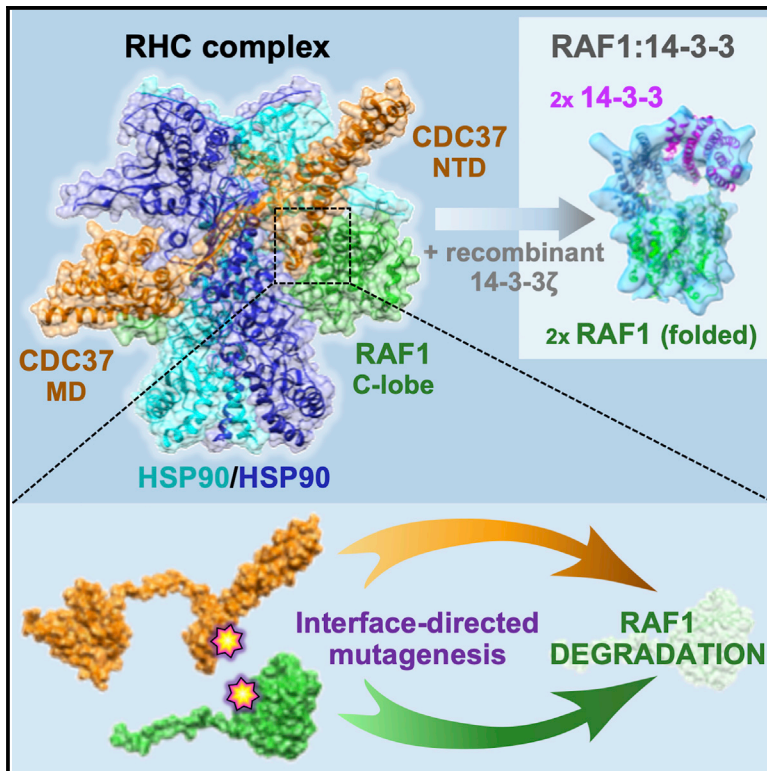 RHC complex
CDC37
NTD
RAF1
C-lobe
CDC37
MD
HSP90/HSP90
RAF1:14-3-3
2x 14-3-3
+ recombinant
14-3-3ζ
2x RAF1 (folded)
Interface-directed
mutagenesis
RAF1
DEGRADATION